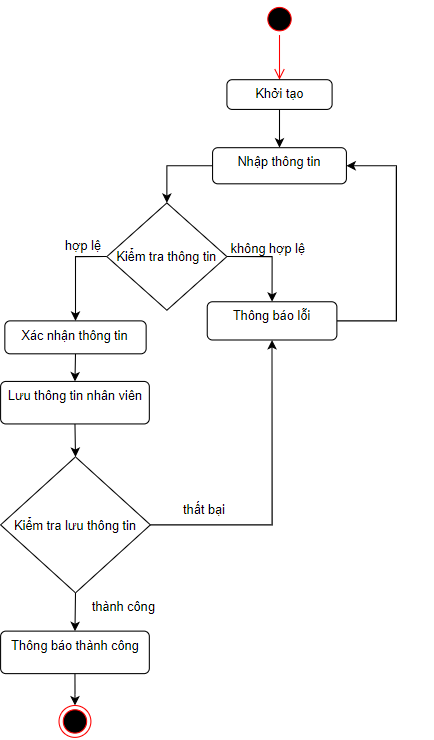 Khởi tạo
Nhập thông tin
hợp lệ
không hợp lệ
Kiểm tra thông tin
Thông báo lỗi
Xác nhận thông tin
Lưu thông tin nhân viên
thất bại
Kiểm tra lưu thông tin
thành công
Thông báo thành công